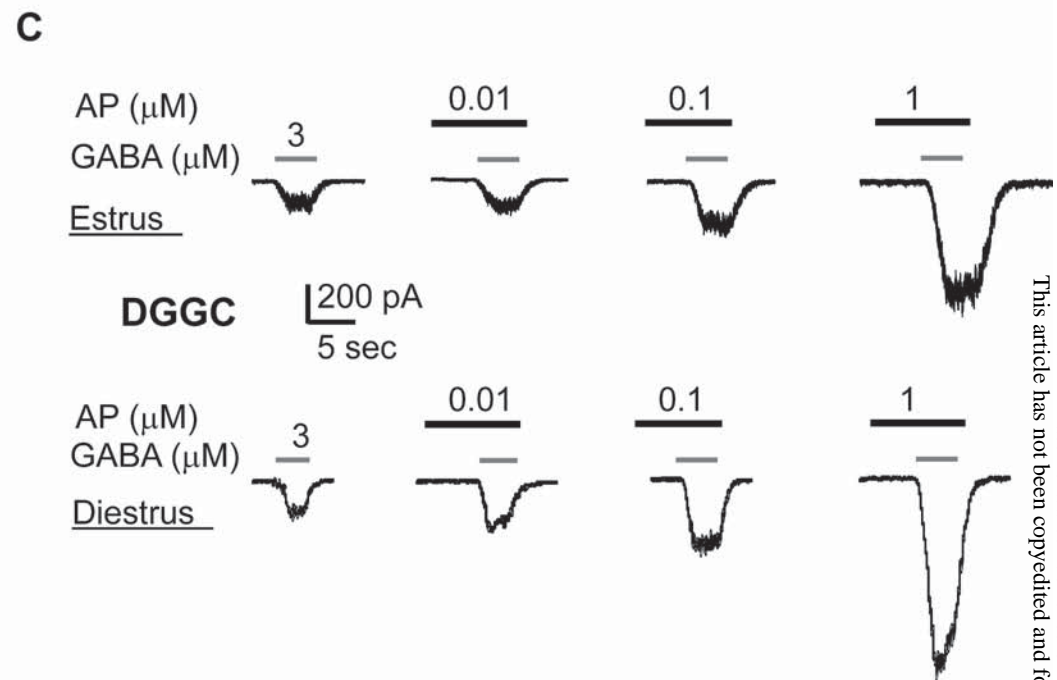 C
AP (μM) 0.01 0.1 1
3
GABA (μM)
Estrus
DGGC
200 pA
5 sec
AP (μM) 0.01 0.1 1
3
GABA (μM)
Diestrus
This article has not been copyedited and fo